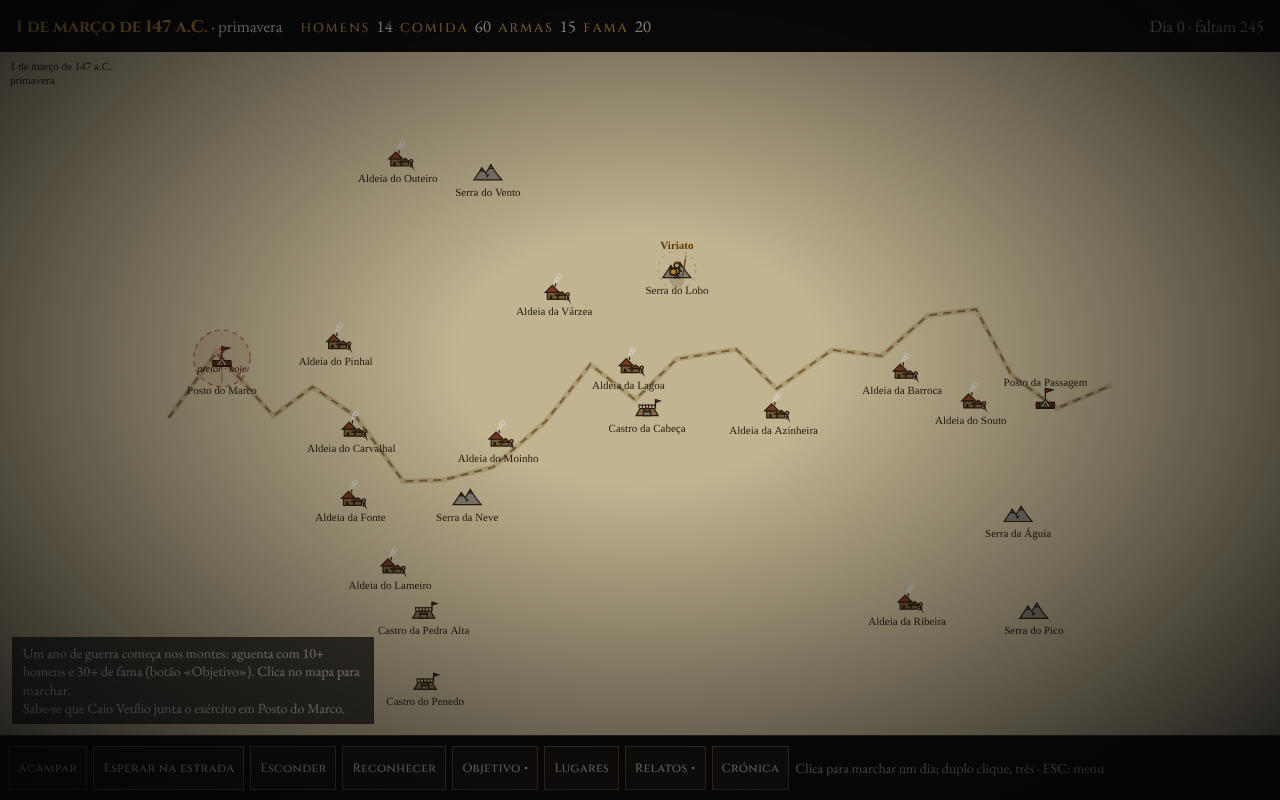 1 DE MARÇO DE 147 A.C. · primavera HOMENS 14 COMIDA 60 ARMAS 15 FAMA 20 Dia 0 · faltam 245
1 de março de 147 a.C.
primavera
Aldeia do Outeiro
Serra do Vento
Viriato
Serra do Lobo
Aldeia da Várzea
Aldeia do Pinhal
pretor · hoje
Posto do Marco
Aldeia da Lagoa
Aldeia da Barroca
Posto da Passagem
Castro da Cabeça
Aldeia da Azinheira
Aldeia do Souto
Aldeia do Carvalhal
Aldeia do Moinho
Aldeia da Fonte
Serra da Neve
Serra da Águia
Aldeia do Lameiro
Castro da Pedra Alta
Aldeia da Ribeira
Serra do Pico
Castro do Penedo
Um ano de guerra começa nos montes: aguenta com 10+
homens e 30+ de fama (botão «Objetivo»). Clica no mapa para
marchar.
Sabe-se que Caio Vetílio junta o exército em Posto do Marco.
ACAMPAR ESPERAR NA ESTRADA ESCONDER RECONHECER OBJETIVO • LUGARES RELATOS • CRÓNICA Clica para marchar um dia; duplo clique, três · ESC: menu